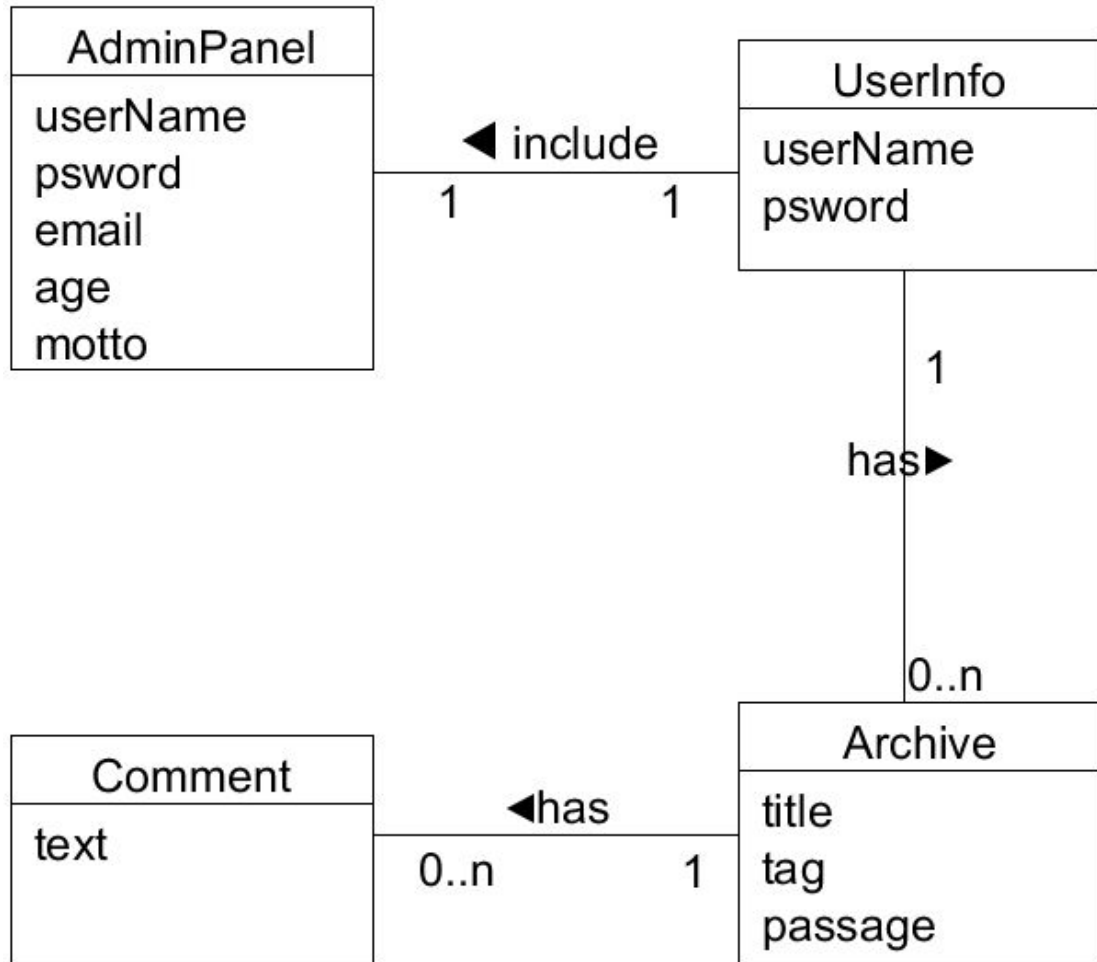 AdminPanel
userName
psword
email
age
motto
◀ include
1
1
UserInfo
userName
psword
1
has▶
0..n
Comment
text
◀has
0..n
1
Archive
title
tag
passage